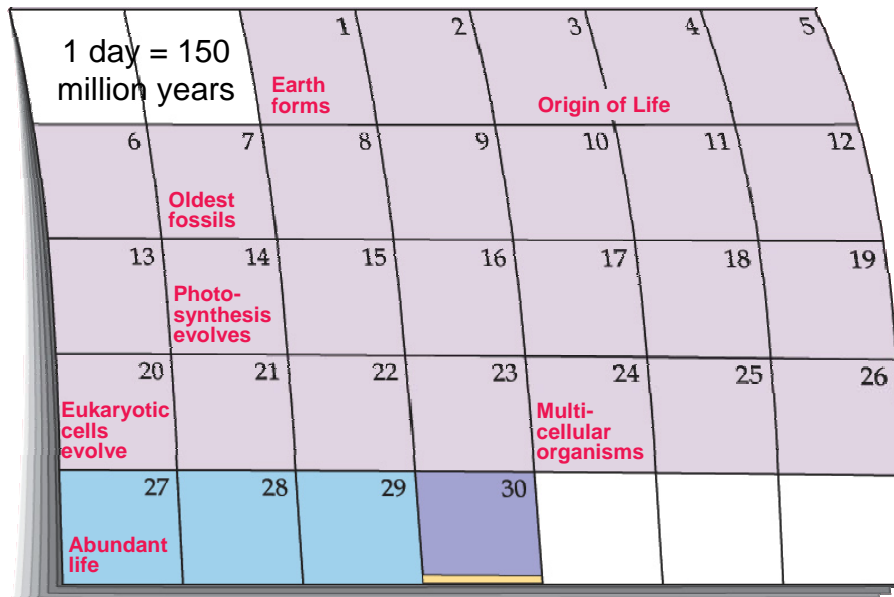 1 day = 150
million years
1 2 3 4 5
Earth
forms
Origin of Life
6 7 8 9 10 11 12
Oldest
fossils
13 14 15 16 17 18 19
Photo-
synthesis
evolves
20 21 22 23 24 25 26
Eukaryotic
cells
evolve
Multi-
cellular
organisms
27 28 29 30
Abundant
life